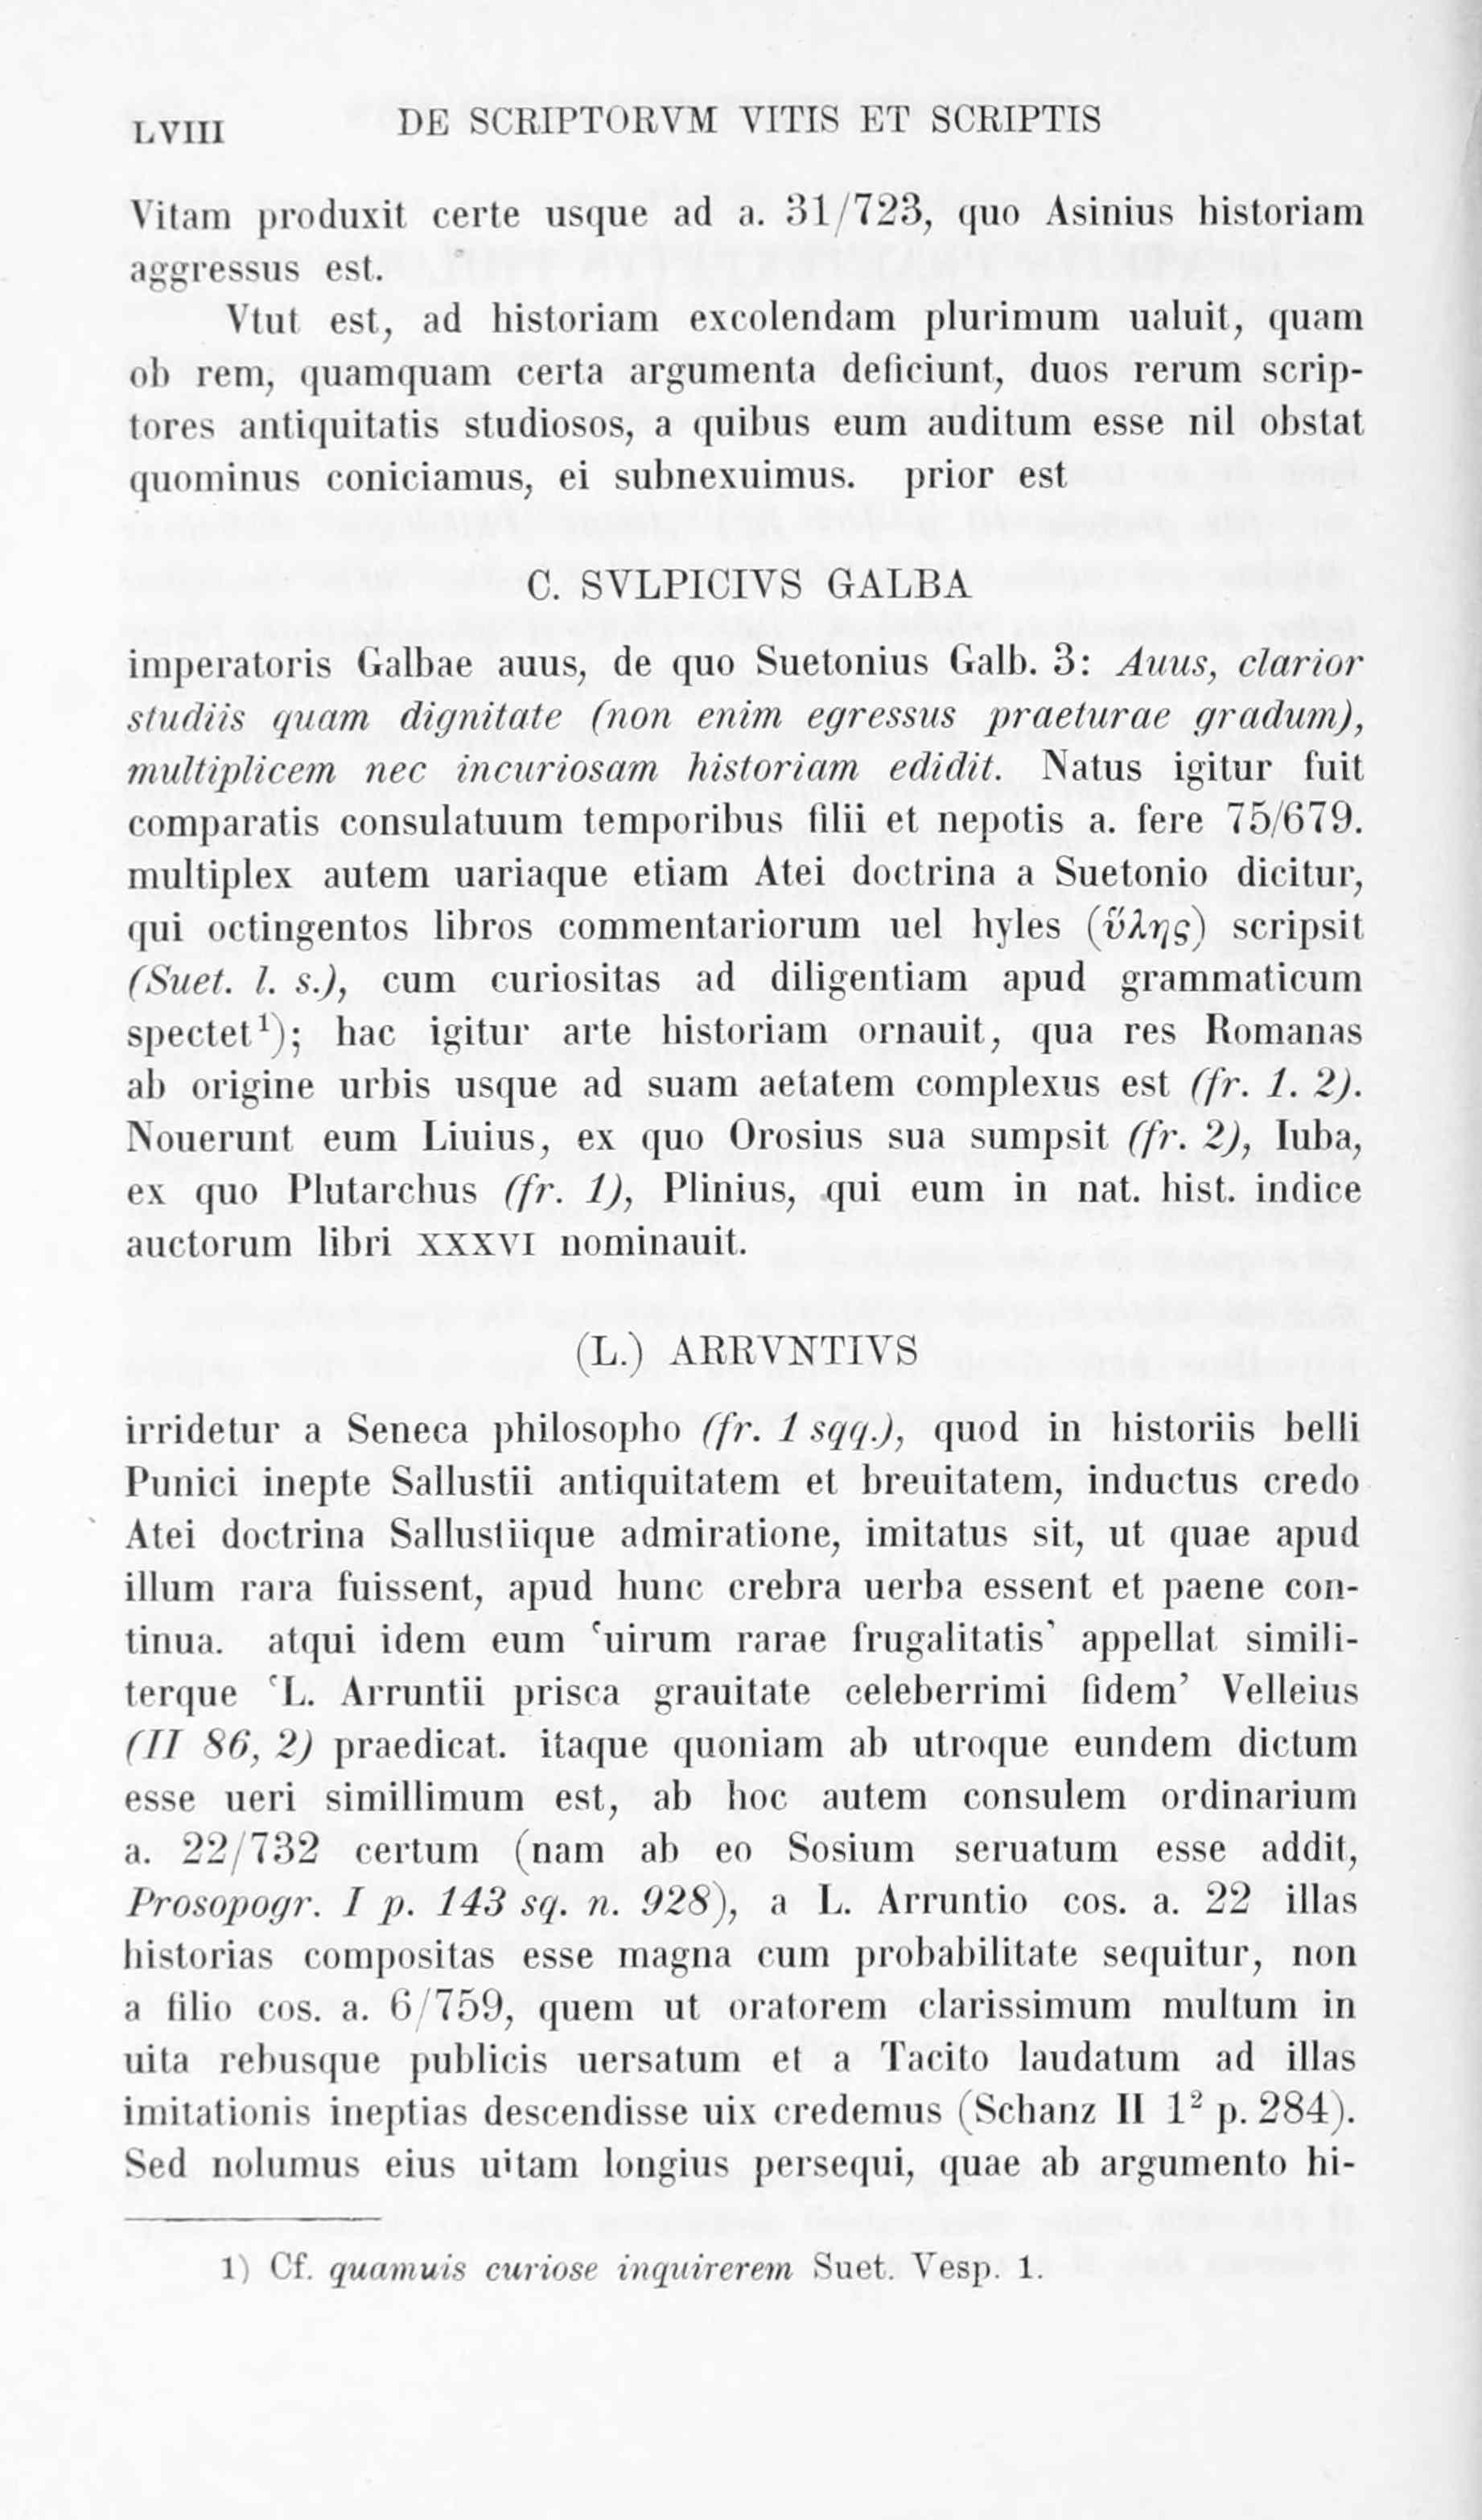 LVIII DE SCRIPTORVM VITIS ET SCRIPTIS
Vitam produxit certe usque ad a. 31/723, quo Asinius historiam
aggressus est.
Vtut est, ad historiam excolendam plurimum ualuit, quam
ob rem, quamquam certa argumenta deficiunt, duos rerum scrip-
tores antiquitatis studiosos, a quibus eum auditum esse nil obstat
quominus coniciamus, ei subnexuimus. prior est
C. SVLPICIVS GALBA
imperatoris Galbae auus, de quo Suetonius Galb. 3: Auus, clarior
studiis quam dignitate (non enim egressus praeturae gradum),
multiplicem nec incuriosam historiam edidit. Natus igitur fuit
comparatis consulatuum temporibus filii et nepotis a. fere 75/679.
multiplex autem uariaque etiam Atei doctrina a Suetonio dicitur,
qui octingentos libros commentariorum uel hyles (ὕλης) scripsit
(Suet. l. s.), cum curiositas ad diligentiam apud grammaticum
spectet¹); hac igitur arte historiam ornauit, qua res Romanas
ab origine urbis usque ad suam aetatem complexus est (fr. 1. 2).
Nouerunt eum Liuius, ex quo Orosius sua sumpsit (fr. 2), Iuba,
ex quo Plutarchus (fr. 1), Plinius, qui eum in nat. hist. indice
auctorum libri XXXVI nominauit.
(L.) ARRVNTIVS
irridetur a Seneca philosopho (fr. 1 sqq.), quod in historiis belli
Punici inepte Sallustii antiquitatem et breuitatem, inductus credo
Atei doctrina Sallustiique admiratione, imitatus sit, ut quae apud
illum rara fuissent, apud hunc crebra uerba essent et paene con-
tinua. atqui idem eum ‘uirum rarae frugalitatis’ appellat simili-
terque ‘L. Arruntii prisca grauitate celeberrimi fidem’ Velleius
(II 86, 2) praedicat. itaque quoniam ab utroque eundem dictum
esse ueri simillimum est, ab hoc autem consulem ordinarium
a. 22/732 certum (nam ab eo Sosium seruatum esse addit,
Prosopogr. I p. 143 sq. n. 928), a L. Arruntio cos. a. 22 illas
historias compositas esse magna cum probabilitate sequitur, non
a filio cos. a. 6/759, quem ut oratorem clarissimum multum in
uita rebusque publicis uersatum et a Tacito laudatum ad illas
imitationis ineptias descendisse uix credemus (Schanz II 1² p. 284).
Sed nolumus eius uitam longius persequi, quae ab argumento hi-
1) Cf. quamuis curiose inquirerem Suet. Vesp. 1.